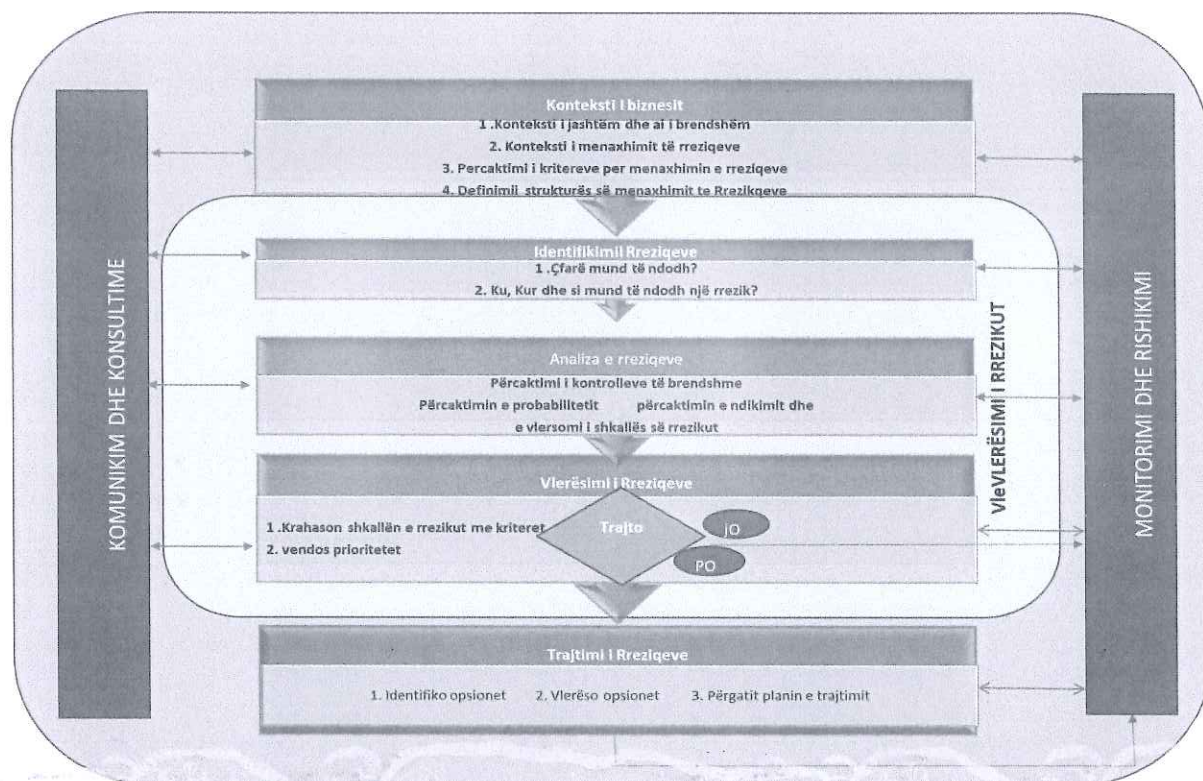 KOMUNIKIM DHE KONSULTIME
Konteksti i biznesit
1 .Konteksti i jashtëm dhe ai i brendshëm
2. Konteksti i menaxhimit të rreziqeve
3. Percaktimi i kritereve per menaxhimin e rreziqeve
4. Definimii strukturës së menaxhimit te Rrezikqeve
Identifikimil Rreziqeve
1 .Çfarë mund të ndodh?
2. Ku, Kur dhe si mund të ndodh një rrezik?
Analiza e rreziqeve
Përcaktimi i kontrolleve të brendshme
Përcaktimin e probabilitetit përcaktimin e ndikimit dhe
e vlersomi i shkallës së rrezikut
Vlerësimi i Rreziqeve
1 .Krahason shkallën e rrezikut me kriteret
2. vendos prioritetet
Trajto
JO
PO
VleVLERËSIMI I RREZIKUT
Trajtimi i Rreziqeve
1. Identifiko opsionet 2. Vlerëso opsionet 3. Përgatit planin e trajtimit
MONITORIMI DHE RISHIKIMI